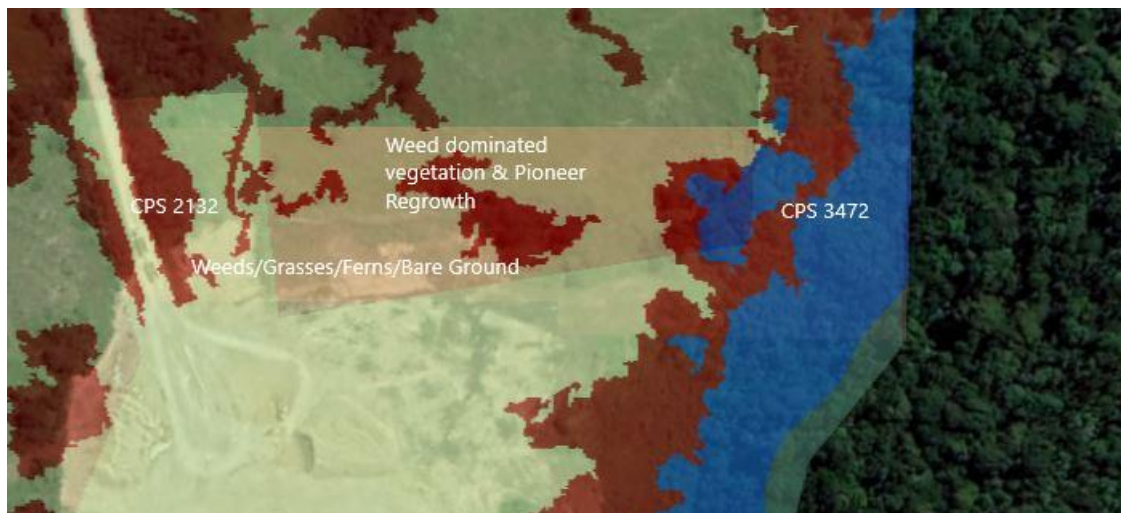 Weed dominated
vegetation & Pioneer
Regrowth
CPS 2132
CPS 3472
Weeds/Grasses/Ferns/Bare Ground